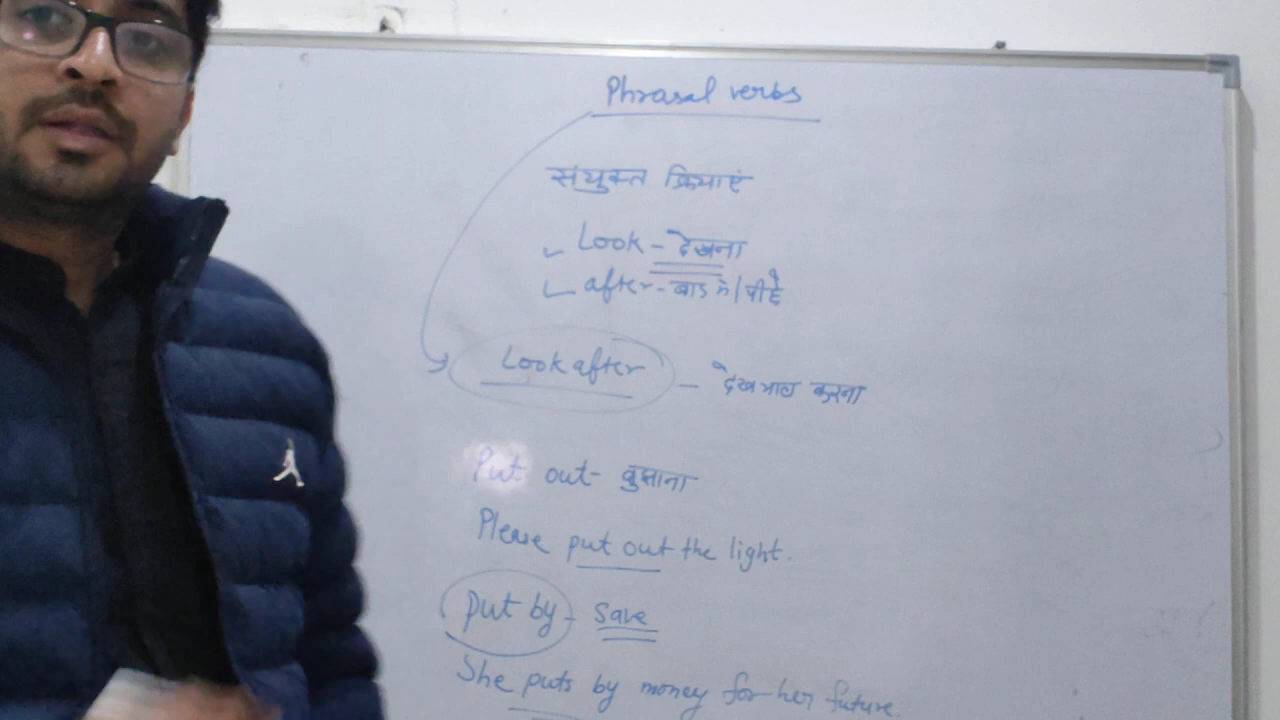 Phrasal verbs
संयुक्त क्रियाएं
Look - देखना
after - बाद में / पीछे
Look after - देखभाल करना
Put out - बुझाना
Please put out the light.
Put by - Save
She puts by money for her future.